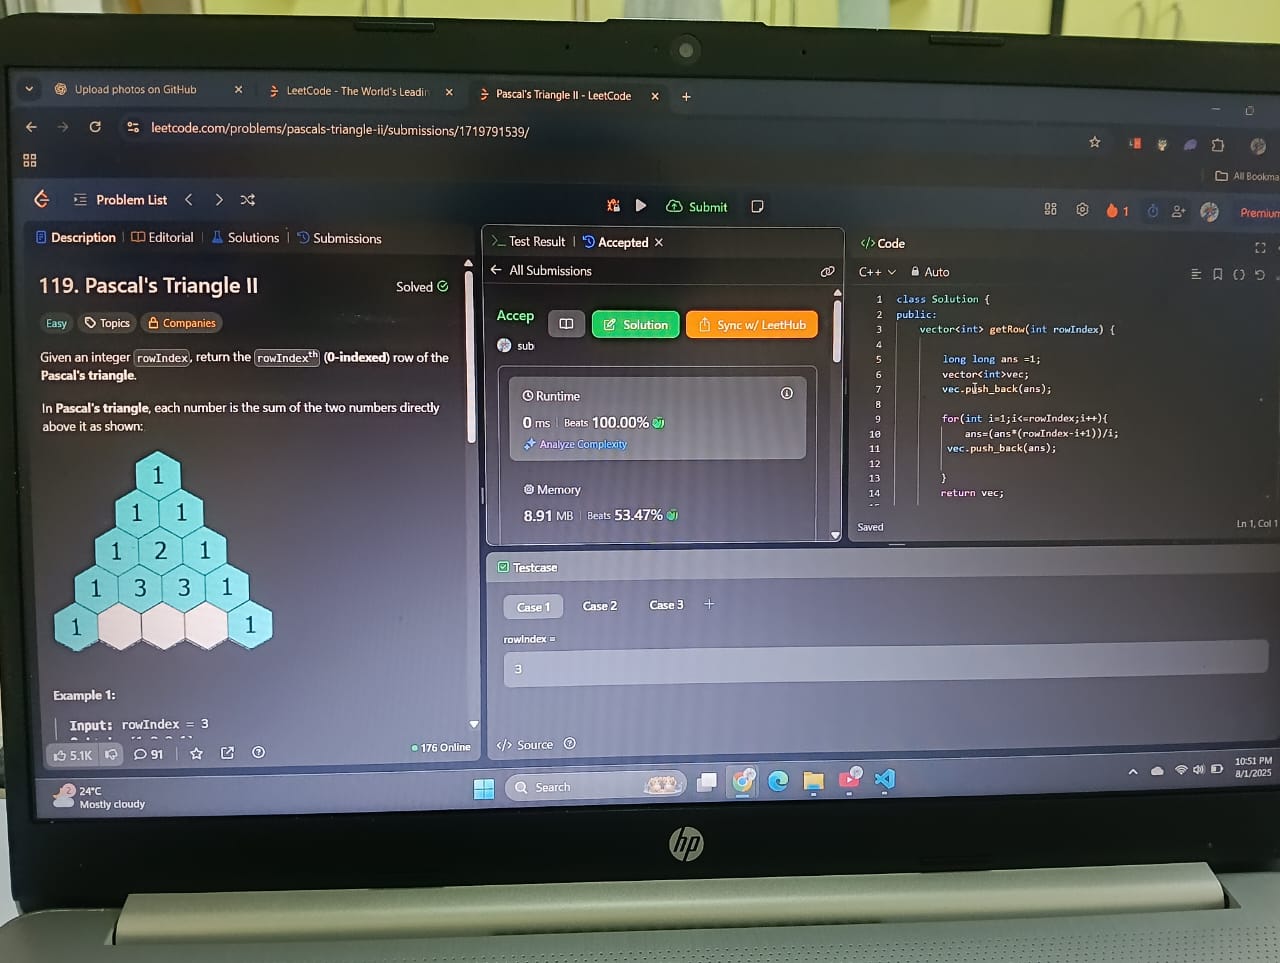 Upload photos on GitHub
LeetCode - The World's Leadin
Pascal's Triangle II - LeetCode
leetcode.com/problems/pascals-triangle-ii/submissions/1719791539/
All Bookma
Problem List
Submit
1
Premium
Description | Editorial | Solutions | Submissions
119. Pascal's Triangle II
Solved
Easy
Topics
Companies
Given an integer rowIndex, return the rowIndexth (0-indexed) row of the
Pascal's triangle.
In Pascal's triangle, each number is the sum of the two numbers directly
above it as shown:
1
1 1
1 2 1
1 3 3 1
1 1
Example 1:
Input: rowIndex = 3
5.1K
91
176 Online
Test Result | Accepted
All Submissions
Accep
Solution
Sync w/ LeetHub
sub
Runtime
0 ms | Beats 100.00%
Analyze Complexity
Memory
8.91 MB | Beats 53.47%
</> Code
C++
Auto
1 class Solution {
2 public:
3 vector<int> getRow(int rowIndex) {
4
5 long long ans =1;
6 vector<int>vec;
7 vec.push_back(ans);
8
9 for(int i=1;i<=rowIndex;i++){
10 ans=(ans*(rowIndex-i+1))/i;
11 vec.push_back(ans);
12
13 }
14 return vec;
Saved
Ln 1, Col 1
Testcase
Case 1
Case 2
Case 3
+
rowIndex =
3
</> Source
2
24°C
Mostly cloudy
Search
10:51 PM
8/1/2025
hp